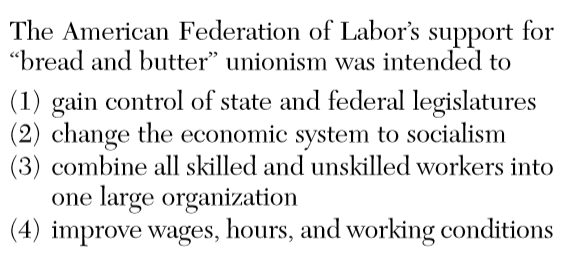 The American Federation of Labor’s support for
“bread and butter” unionism was intended to
(1) gain control of state and federal legislatures
(2) change the economic system to socialism
(3) combine all skilled and unskilled workers into
one large organization
(4) improve wages, hours, and working conditions